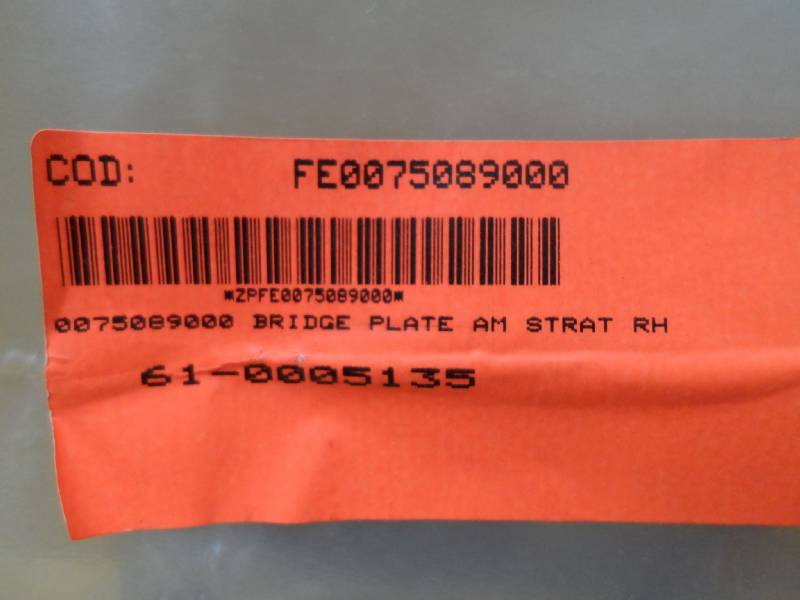 COD: FE0075089000
*ZPFE0075089000*
0075089000 BRIDGE PLATE AM STRAT RH
61-0005135